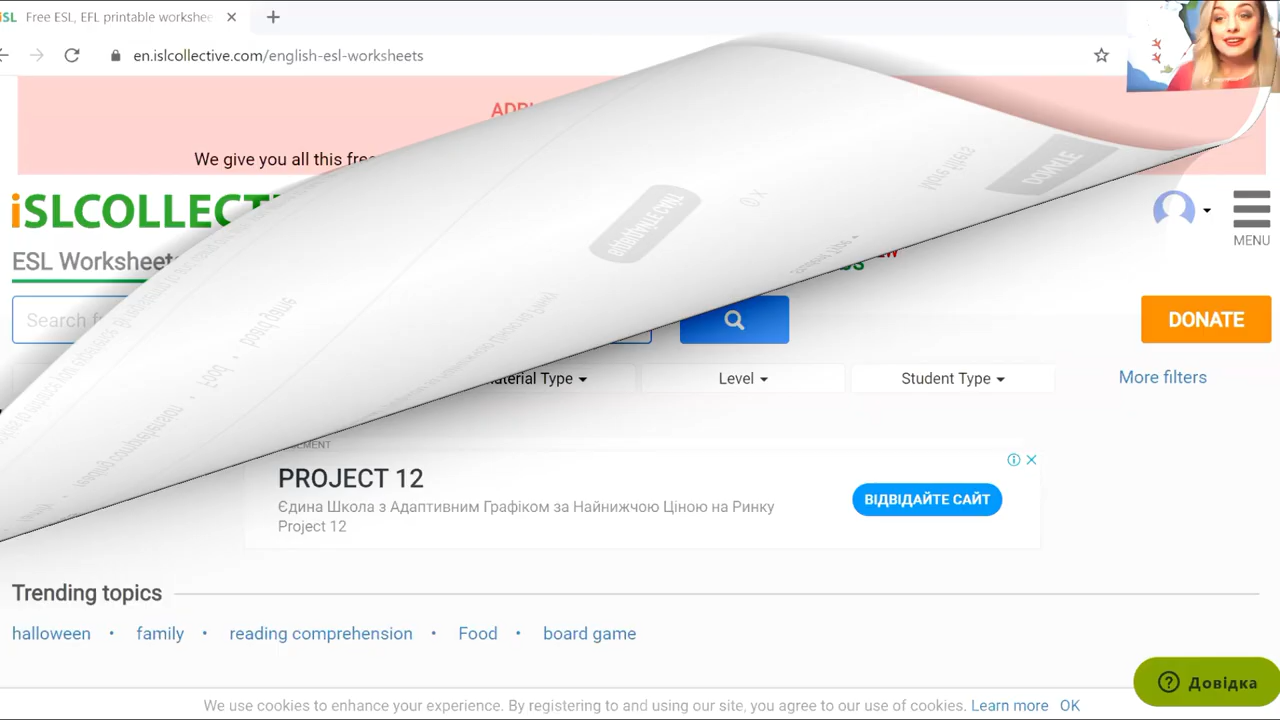 iSL Free ESL, EFL printable workshee
en.islcollective.com/english-esl-worksheets
We give you all this free
iSLCOLLECT
MENU
ESL Worksheets
Search f
DONATE
Material Type
Level
Student Type
More filters
PROJECT 12
Єдина Школа з Адаптивним Графіком за Найнижчою Ціною на Ринку
Project 12
ВІДВІДАЙТЕ САЙТ
Trending topics
halloween • family • reading comprehension • Food • board game
Довідка
We use cookies to enhance your experience. By registering to and using our site, you agree to our use of cookies. Learn more OK